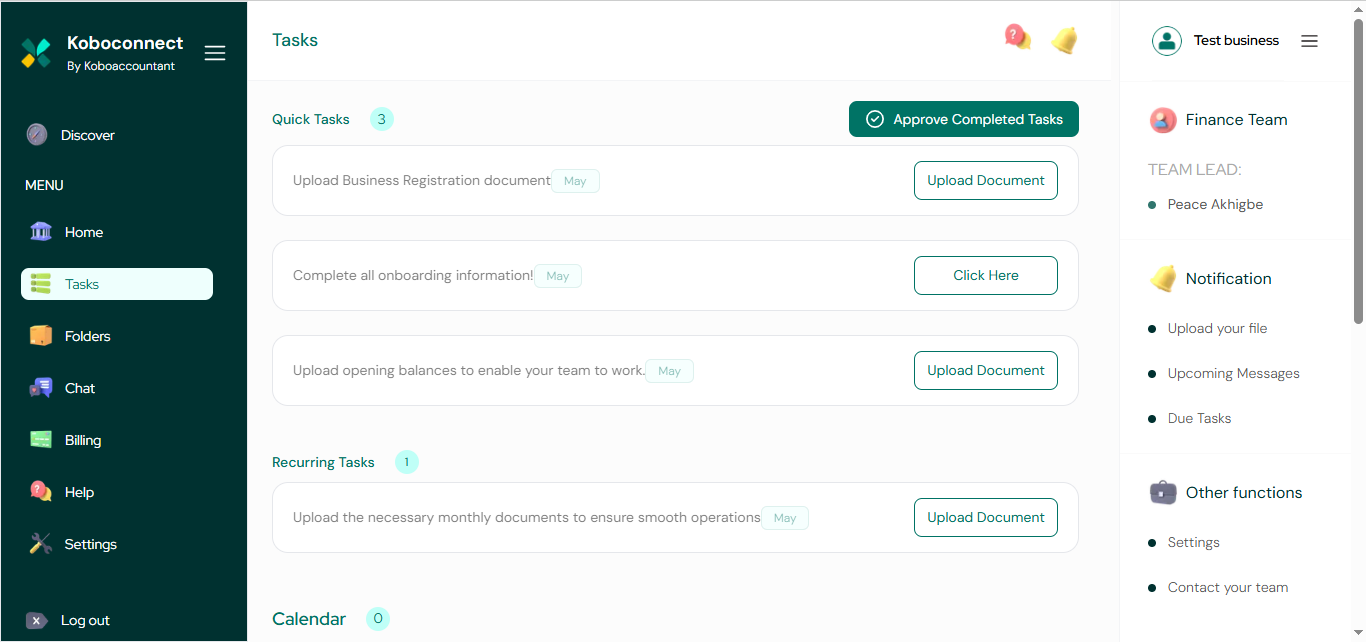 Koboconnect
By Koboaccountant
Discover
MENU
Home
Tasks
Folders
Chat
Billing
Help
Settings
Log out
Tasks
Quick Tasks 3
Approve Completed Tasks
Upload Business Registration document May
Upload Document
Complete all onboarding information! May
Click Here
Upload opening balances to enable your team to work. May
Upload Document
Recurring Tasks 1
Upload the necessary monthly documents to ensure smooth operations May
Upload Document
Calendar 0
Test business
Finance Team
TEAM LEAD:
Peace Akhigbe
Notification
Upload your file
Upcoming Messages
Due Tasks
Other functions
Settings
Contact your team